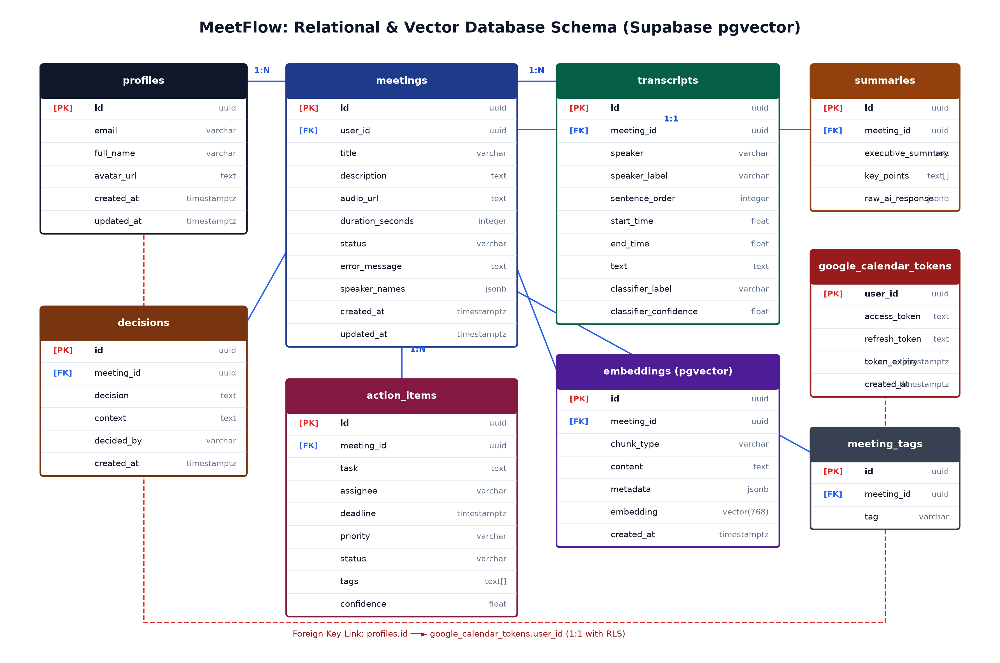 MeetFlow: Relational & Vector Database Schema (Supabase pgvector)
profiles
[PK] id uuid
email varchar
full_name varchar
avatar_url text
created_at timestamptz
updated_at timestamptz
1:N
meetings
[PK] id uuid
[FK] user_id uuid
title varchar
description text
audio_url text
duration_seconds integer
status varchar
error_message text
speaker_names jsonb
created_at timestamptz
updated_at timestamptz
1:N
transcripts
[PK] id uuid
1:1
[FK] meeting_id uuid
speaker varchar
speaker_label varchar
sentence_order integer
start_time float
end_time float
text text
classifier_label varchar
classifier_confidence float
summaries
[PK] id uuid
[FK] meeting_id uuid
executive_summary text
key_points text[]
raw_ai_response jsonb
google_calendar_tokens
[PK] user_id uuid
access_token text
refresh_token text
token_expiry timestamptz
created_at timestamptz
decisions
[PK] id uuid
[FK] meeting_id uuid
decision text
context text
decided_by varchar
created_at timestamptz
1:N
action_items
[PK] id uuid
[FK] meeting_id uuid
task text
assignee varchar
deadline timestamptz
priority varchar
status varchar
tags text[]
confidence float
embeddings (pgvector)
[PK] id uuid
[FK] meeting_id uuid
chunk_type varchar
content text
metadata jsonb
embedding vector(768)
created_at timestamptz
meeting_tags
[PK] id uuid
[FK] meeting_id uuid
tag varchar
Foreign Key Link: profiles.id ⟶ google_calendar_tokens.user_id (1:1 with RLS)